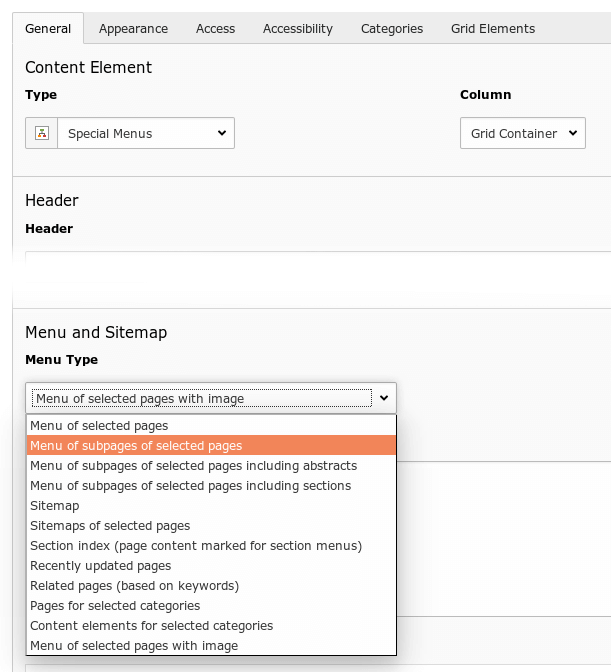 General Appearance Access Accessibility Categories Grid Elements
Content Element
Type Column
Special Menus Grid Container
Header
Header
Menu and Sitemap
Menu Type
Menu of selected pages with image
Menu of selected pages
Menu of subpages of selected pages
Menu of subpages of selected pages including abstracts
Menu of subpages of selected pages including sections
Sitemap
Sitemaps of selected pages
Section index (page content marked for section menus)
Recently updated pages
Related pages (based on keywords)
Pages for selected categories
Content elements for selected categories
Menu of selected pages with image